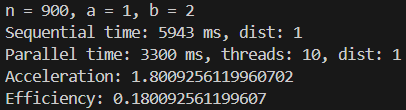 n = 900, a = 1, b = 2
Sequential time: 5943 ms, dist: 1
Parallel time: 3300 ms, threads: 10, dist: 1
Acceleration: 1.8009256119960702
Efficiency: 0.180092561199607